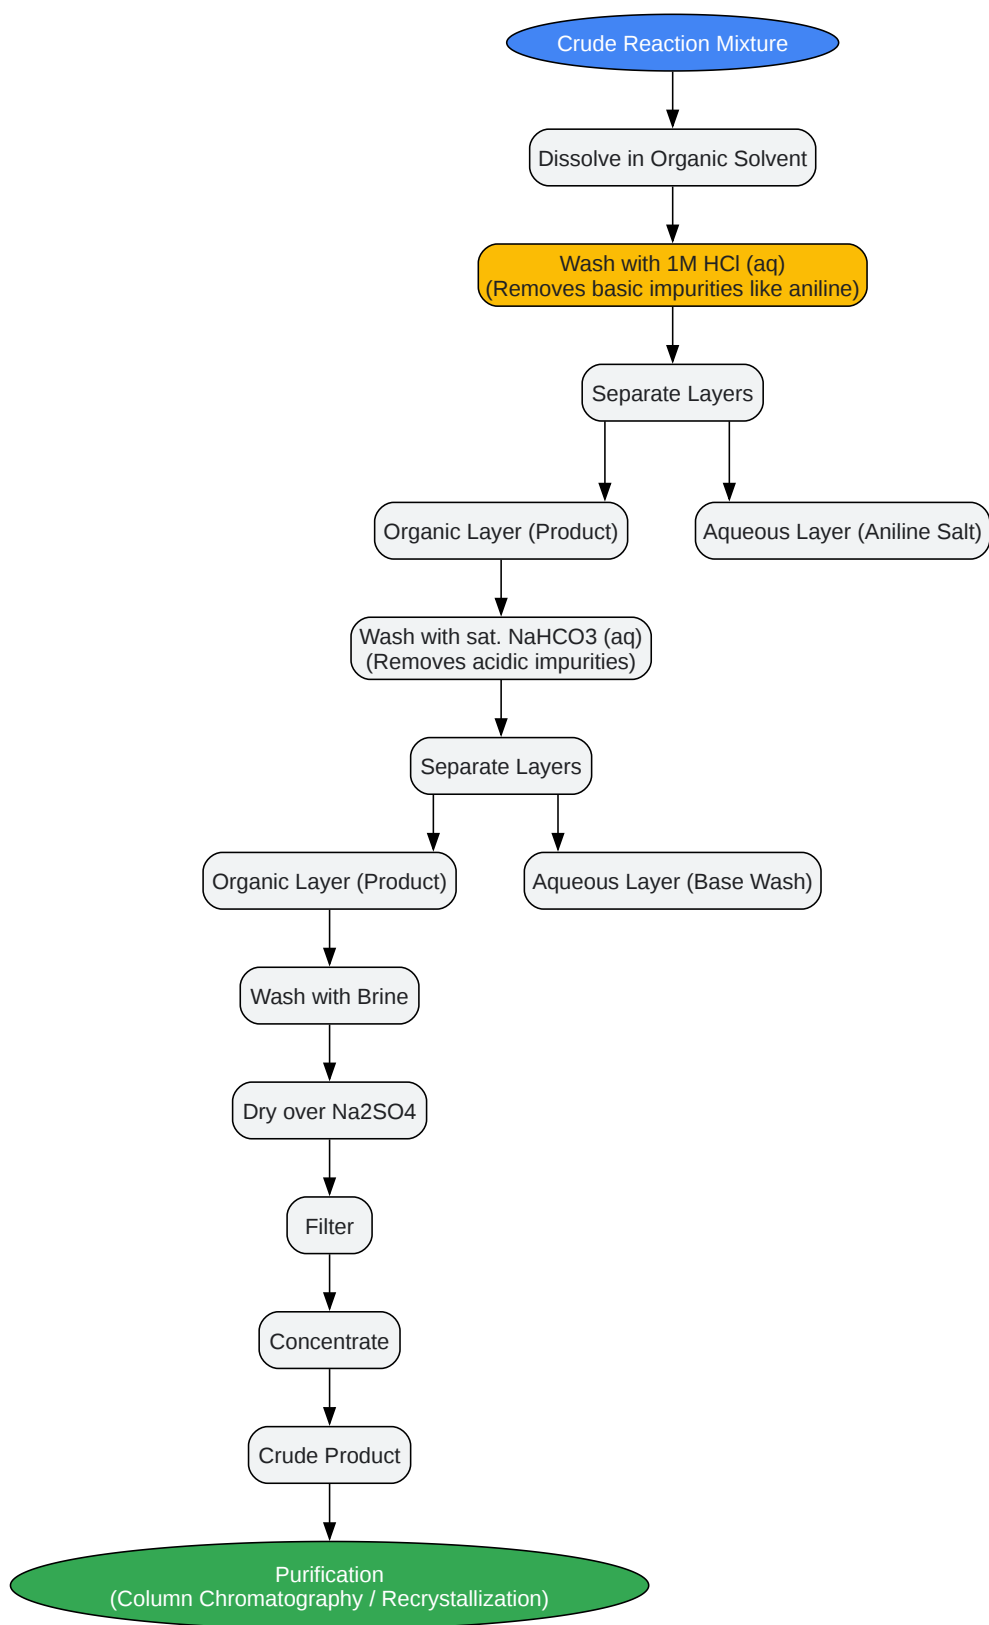 Crude Reaction Mixture
Dissolve in Organic Solvent
Wash with 1M HCl (aq)
(Removes basic impurities like aniline)
Separate Layers
Organic Layer (Product)
Aqueous Layer (Aniline Salt)
Wash with sat. NaHCO3 (aq)
(Removes acidic impurities)
Separate Layers
Organic Layer (Product)
Aqueous Layer (Base Wash)
Wash with Brine
Dry over Na2SO4
Filter
Concentrate
Crude Product
Purification
(Column Chromatography / Recrystallization)